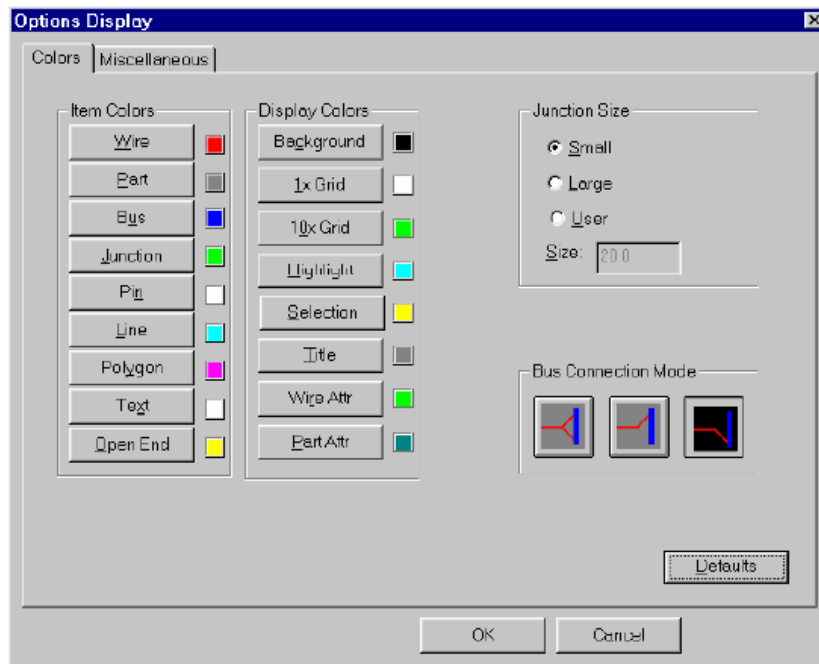 Options Display
Colors
Miscellaneous
Item Colors
Wire
Part
Bus
Junction
Pin
Line
Polygon
Text
Open End
Display Colors
Background
1x Grid
10x Grid
Highlight
Selection
Title
Wire Attr
Part Attr
Junction Size
Small
Large
User
Size: 20.0
Bus Connection Mode
Defaults
OK
Cancel